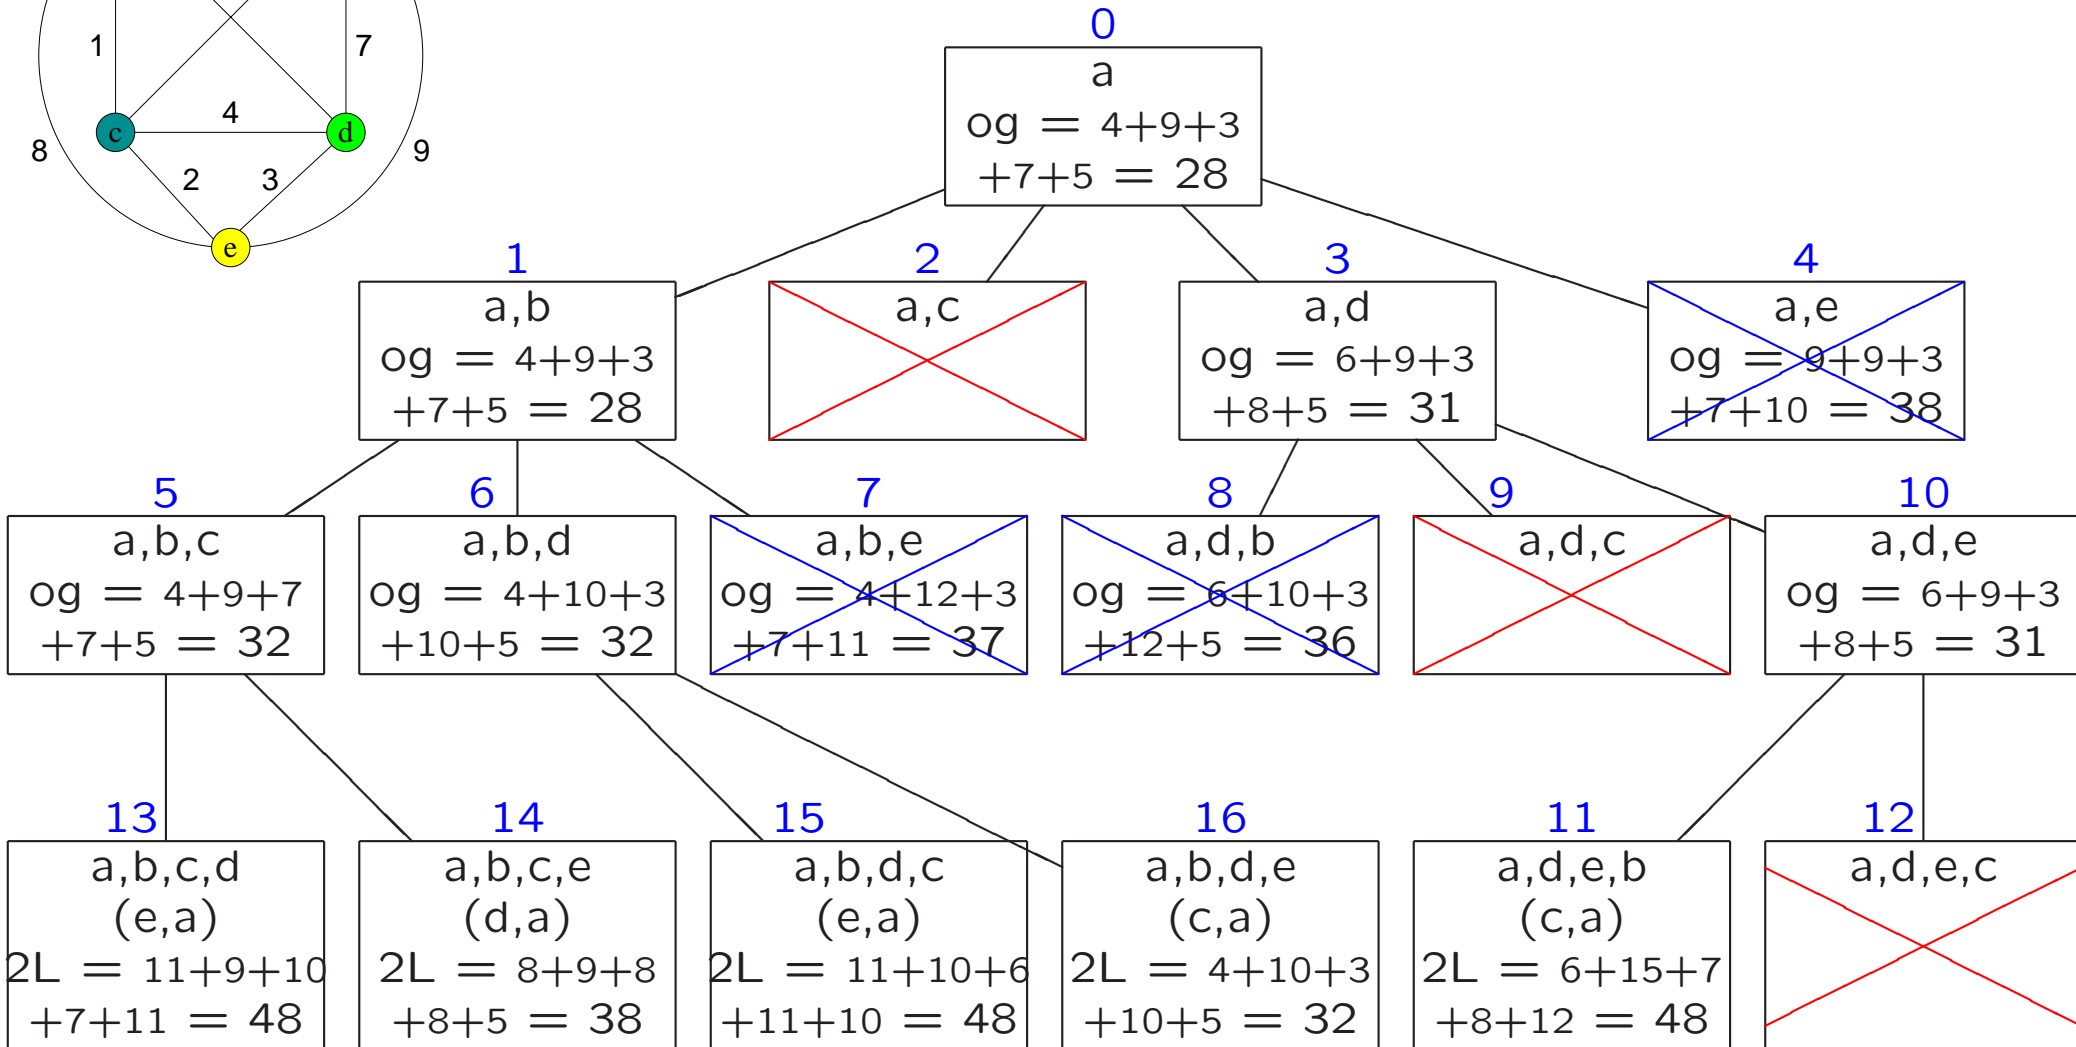 1
7
4
c
d
8
9
2
3
e
0
a
og = 4+9+3
+7+5 = 28
1
a,b
og = 4+9+3
+7+5 = 28
2
a,c
3
a,d
og = 6+9+3
+8+5 = 31
4
a,e
og = 9+9+3
+7+10 = 38
5
a,b,c
og = 4+9+7
+7+5 = 32
6
a,b,d
og = 4+10+3
+10+5 = 32
7
a,b,e
og = 4+12+3
+7+11 = 37
8
a,d,b
og = 6+10+3
+12+5 = 36
9
a,d,c
10
a,d,e
og = 6+9+3
+8+5 = 31
13
a,b,c,d
(e,a)
2L = 11+9+10
+7+11 = 48
14
a,b,c,e
(d,a)
2L = 8+9+8
+8+5 = 38
15
a,b,d,c
(e,a)
2L = 11+10+6
+11+10 = 48
16
a,b,d,e
(c,a)
2L = 4+10+3
+10+5 = 32
11
a,d,e,b
(c,a)
2L = 6+15+7
+8+12 = 48
12
a,d,e,c